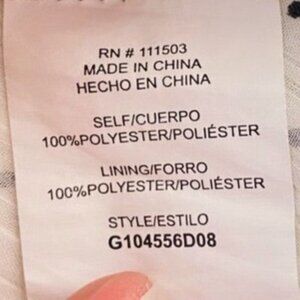 RN # 111503
MADE IN CHINA
HECHO EN CHINA
SELF/CUERPO
100%POLYESTER/POLIÉSTER
LINING/FORRO
100%POLYESTER/POLIÉSTER
STYLE/ESTILO
G104556D08